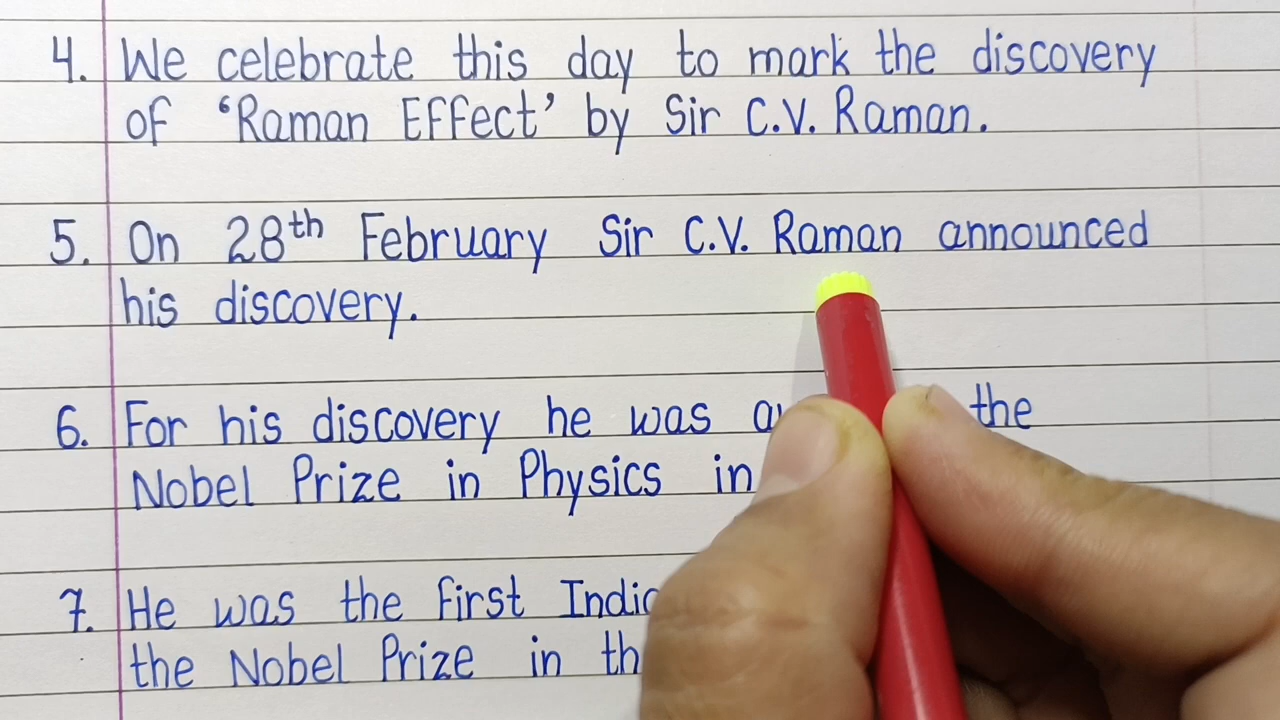 4. We celebrate this day to mark the discovery
of ‘Raman Effect’ by Sir C.V. Raman.
5. On 28th February Sir C.V. Raman announced
his discovery.
6. For his discovery he was the
Nobel Prize in Physics in
7. He was the first
the Nobel Prize in